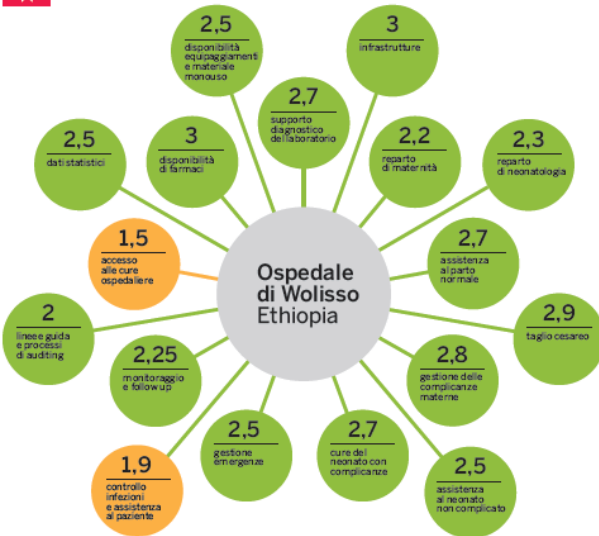 2,5
disponibilità
equipaggiamenti
e materiale
monouso
3
infrastrutture
2,7
supporto
diagnostico
del laboratorio
2,5
dati statistici
3
disponibilità
di farmaci
2,2
reparto
di maternità
2,3
reparto
di neonatologia
1,5
accesso
alle cure
ospedaliere
Ospedale
di Wolisso
Ethiopia
2,7
assistenza
al parto
normale
2
lineee guida
e processi
di auditing
2,25
monitoraggio
e follow up
2,8
gestione delle
complicanze
materne
2,9
taglio cesareo
1,9
controllo
infezioni
e assistenza
al paziente
2,5
gestione
emergenze
2,7
cure del
neonato con
complicanze
2,5
assistenza
al neonato
non complicato